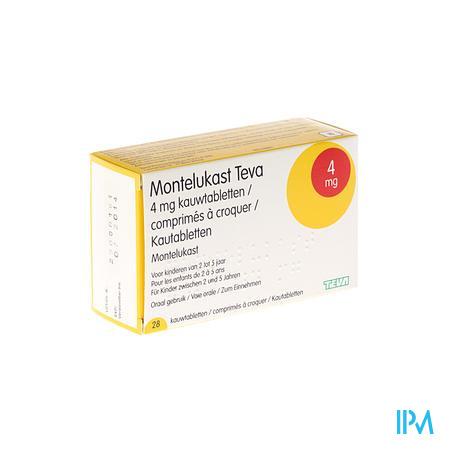 Montelukast Teva
4 mg kauwtabletten /
comprimés à croquer /
Kautabletten
Montelukast
Voor kinderen van 2 tot 5 jaar
Pour les enfants de 2 à 5 ans
Für Kinder zwischen 2 und 5 Jahren
Oraal gebruik / Voie orale / Zum Einnehmen
28 kauwtabletten / comprimés à croquer / Kautabletten
4
mg
TEVA
IPM